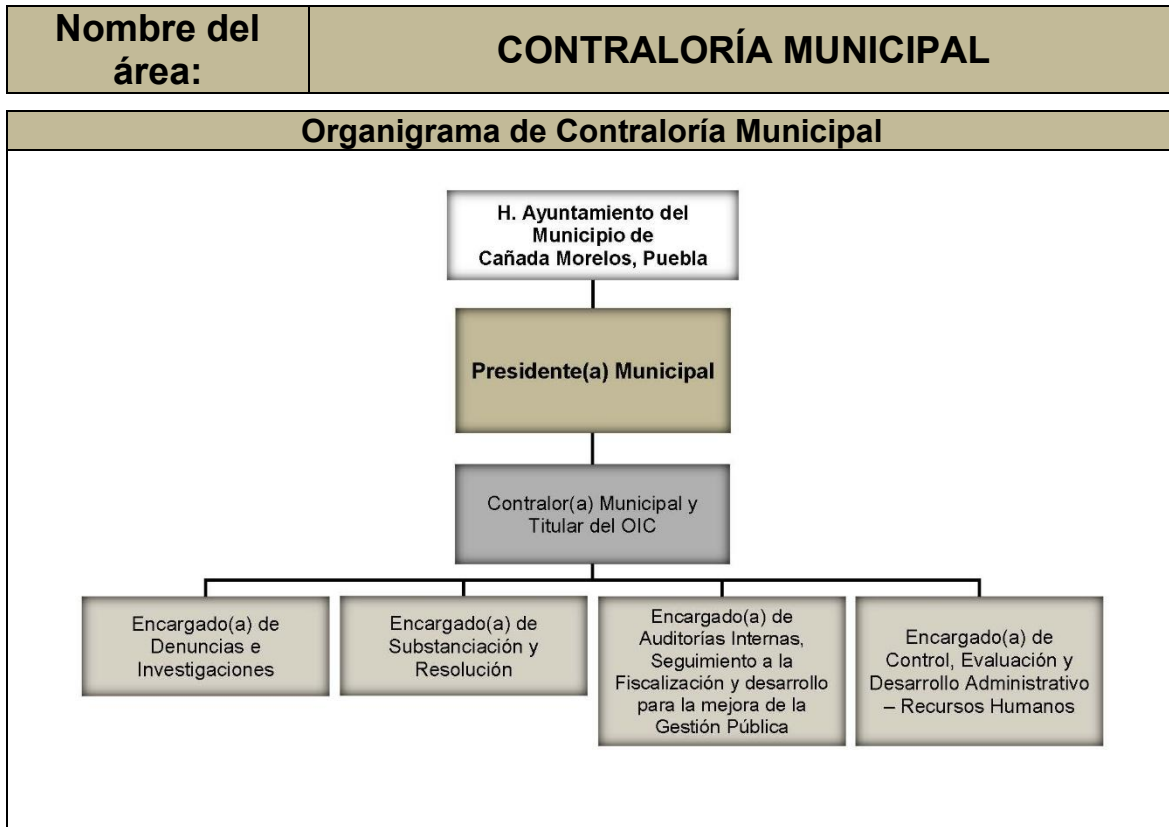 Nombre del
área:
CONTRALORÍA MUNICIPAL
Organigrama de Contraloría Municipal
H. Ayuntamiento del
Municipio de
Cañada Morelos, Puebla
Presidente(a) Municipal
Contralor(a) Municipal y
Titular del OIC
Encargado(a) de
Denuncias e
Investigaciones
Encargado(a) de
Substanciación y
Resolución
Encargado(a) de
Auditorías Internas,
Seguimiento a la
Fiscalización y desarrollo
para la mejora de la
Gestión Pública
Encargado(a) de
Control, Evaluación y
Desarrollo Administrativo
– Recursos Humanos